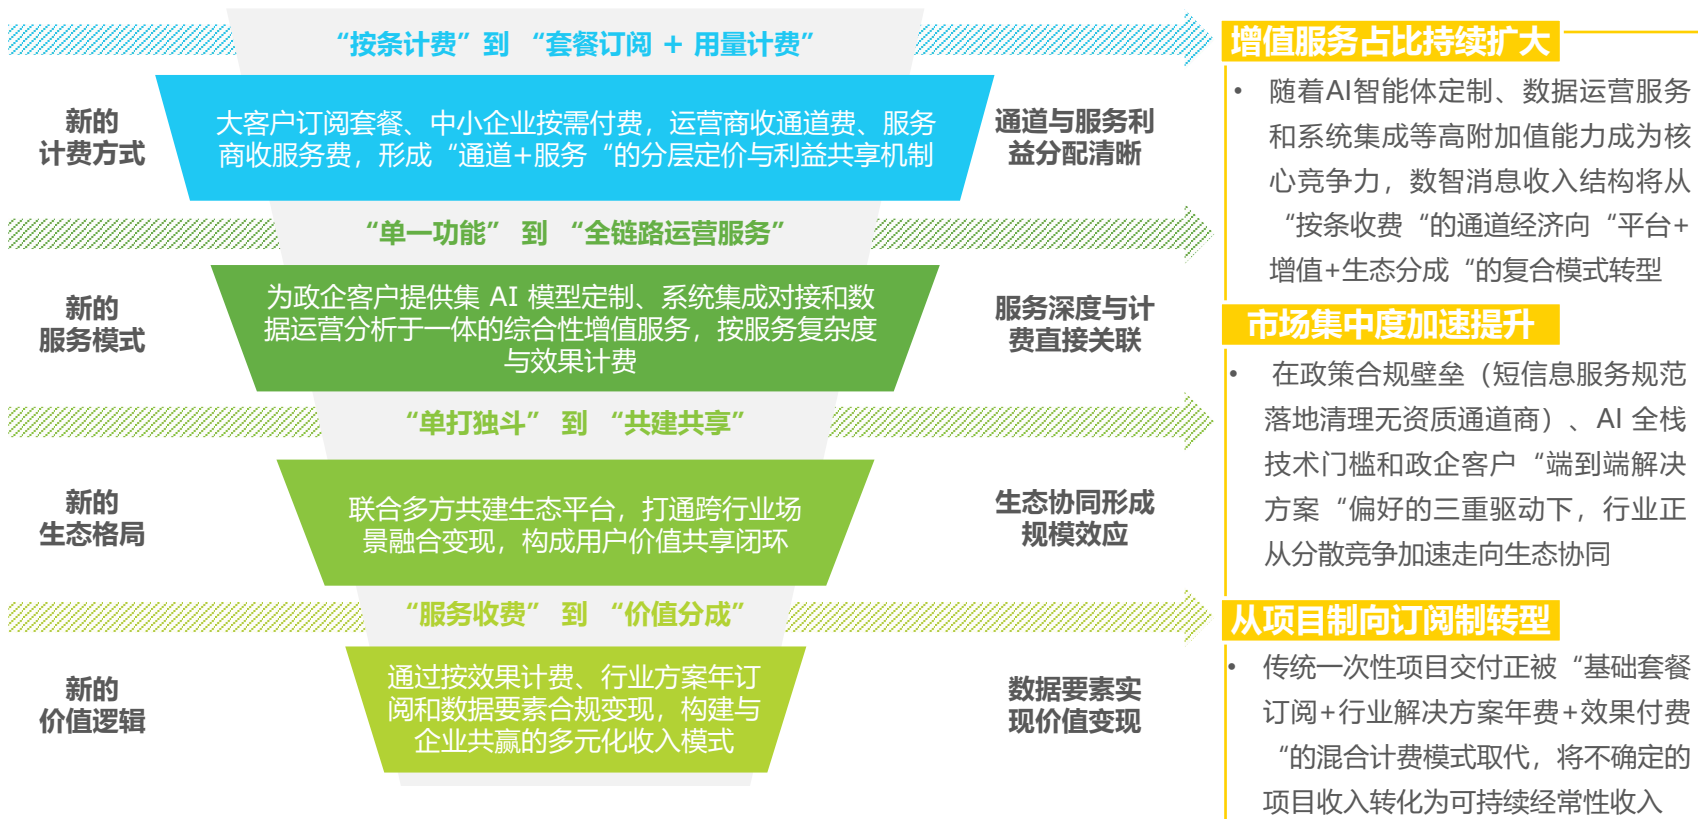 “按条计费”到 “套餐订阅 + 用量计费”
新的
计费方式
大客户订阅套餐、中小企业按需付费，运营商收通道费、服务
商收服务费，形成“通道+服务“的分层定价与利益共享机制
通道与服务利
益分配清晰
“单一功能” 到 “全链路运营服务”
新的
服务模式
为政企客户提供集 AI 模型定制、系统集成对接和数
据运营分析于一体的综合性增值服务，按服务复杂度
与效果计费
服务深度与计
费直接关联
“单打独斗” 到 “共建共享”
新的
生态格局
联合多方共建生态平台，打通跨行业场
景融合变现，构成用户价值共享闭环
生态协同形成
规模效应
“服务收费” 到 “价值分成”
新的
价值逻辑
通过按效果计费、行业方案年订
阅和数据要素合规变现，构建与
企业共赢的多元化收入模式
数据要素实
现价值变现
增值服务占比持续扩大
• 随着AI智能体定制、数据运营服务
和系统集成等高附加值能力成为核
心竞争力，数智消息收入结构将从
“按条收费“的通道经济向“平台+
增值+生态分成“的复合模式转型
市场集中度加速提升
• 在政策合规壁垒（短信息服务规范
落地清理无资质通道商）、AI 全栈
技术门槛和政企客户“端到端解决
方案“偏好的三重驱动下，行业正
从分散竞争加速走向生态协同
从项目制向订阅制转型
• 传统一次性项目交付正被“基础套餐
订阅+行业解决方案年费+效果付费
“的混合计费模式取代，将不确定的
项目收入转化为可持续经常性收入